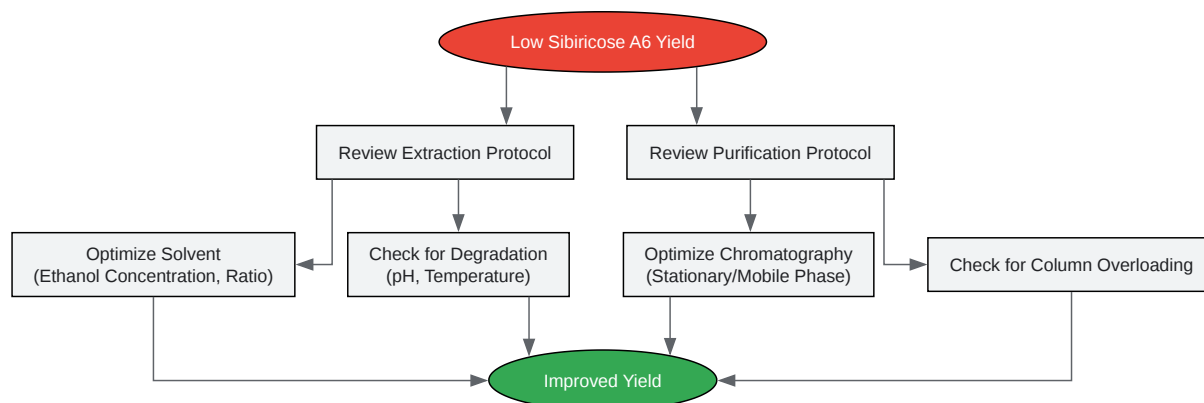 Low Sibiricose A6 Yield
Review Extraction Protocol
Review Purification Protocol
Optimize Solvent
(Ethanol Concentration, Ratio)
Check for Degradation
(pH, Temperature)
Optimize Chromatography
(Stationary/Mobile Phase)
Check for Column Overloading
Improved Yield